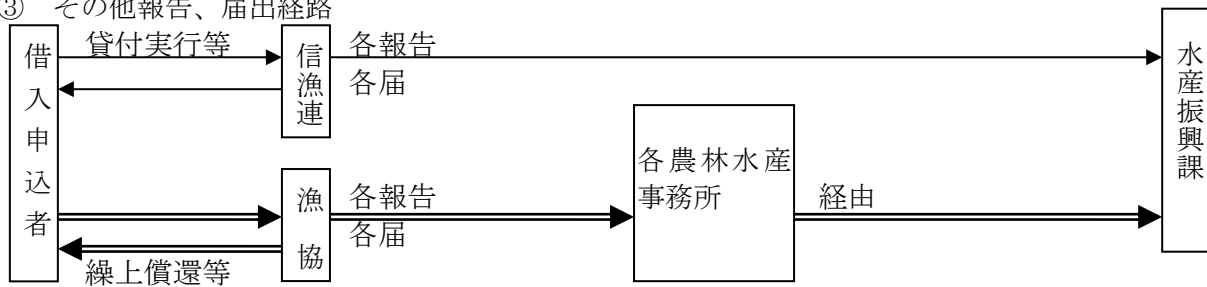 ③ その他報告、届出経路
借入申込者
貸付実行等
信漁連
各報告
各届
水産振興課
漁協
各報告
各届
各農林水産
事務所
経由
繰上償還等